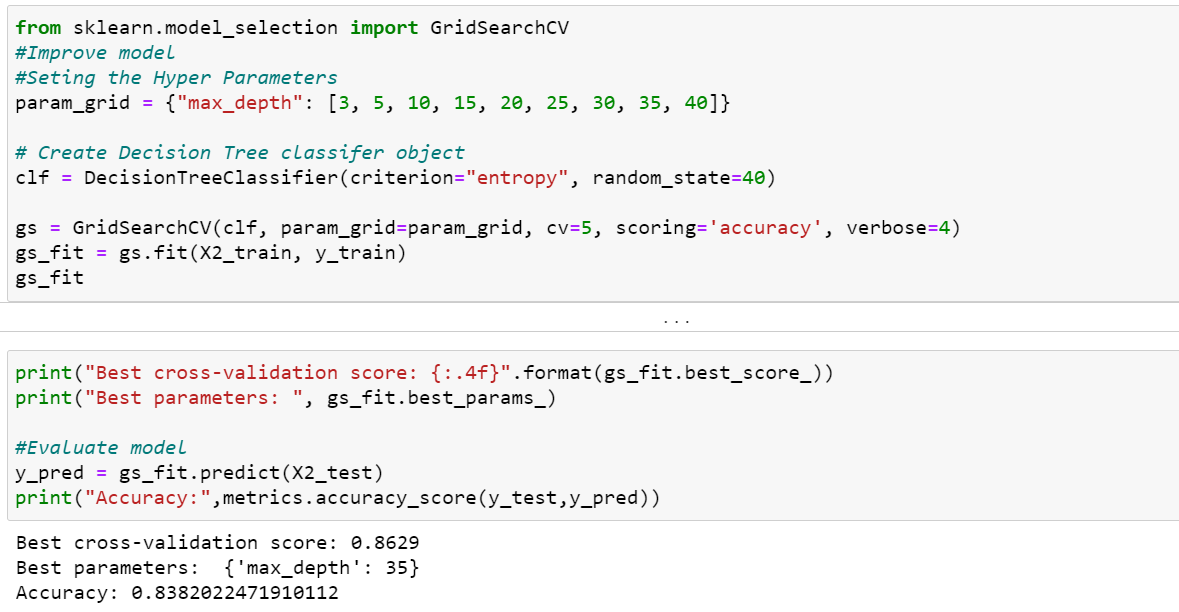 from sklearn.model_selection import GridSearchCV
#Improve model
#Seting the Hyper Parameters
param_grid = {"max_depth": [3, 5, 10, 15, 20, 25, 30, 35, 40]}
# Create Decision Tree classifer object
clf = DecisionTreeClassifier(criterion="entropy", random_state=40)
gs = GridSearchCV(clf, param_grid=param_grid, cv=5, scoring='accuracy', verbose=4)
gs_fit = gs.fit(X2_train, y_train)
gs_fit
...
print("Best cross-validation score: {:.4f}".format(gs_fit.best_score_))
print("Best parameters: ", gs_fit.best_params_)
#Evaluate model
y_pred = gs_fit.predict(X2_test)
print("Accuracy:",metrics.accuracy_score(y_test,y_pred))
Best cross-validation score: 0.8629
Best parameters:  {'max_depth': 35}
Accuracy: 0.8382022471910112